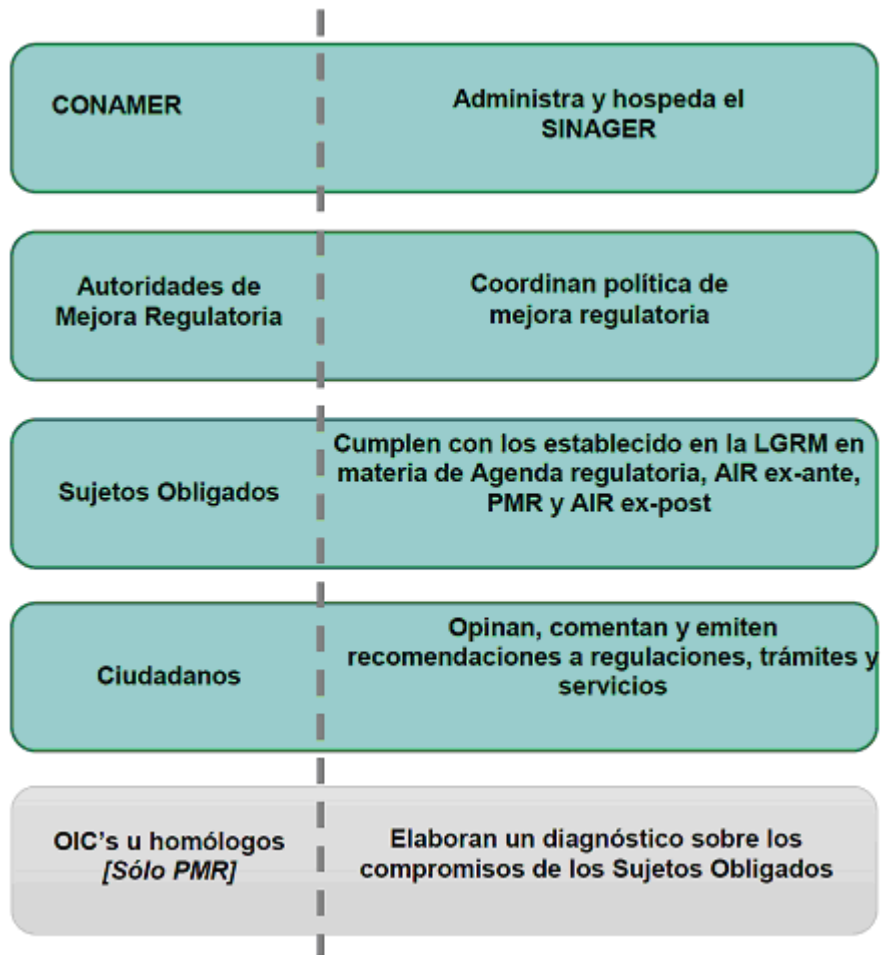 CONAMER
Administra y hospeda el
SINAGER
Autoridades de
Mejora Regulatoria
Coordinan política de
mejora regulatoria
Sujetos Obligados
Cumplen con los establecido en la LGRM en
materia de Agenda regulatoria, AIR ex-ante,
PMR y AIR ex-post
Ciudadanos
Opinan, comentan y emiten
recomendaciones a regulaciones, trámites y
servicios
OIC's u homólogos
[Sólo PMR]
Elaboran un diagnóstico sobre los
compromisos de los Sujetos Obligados